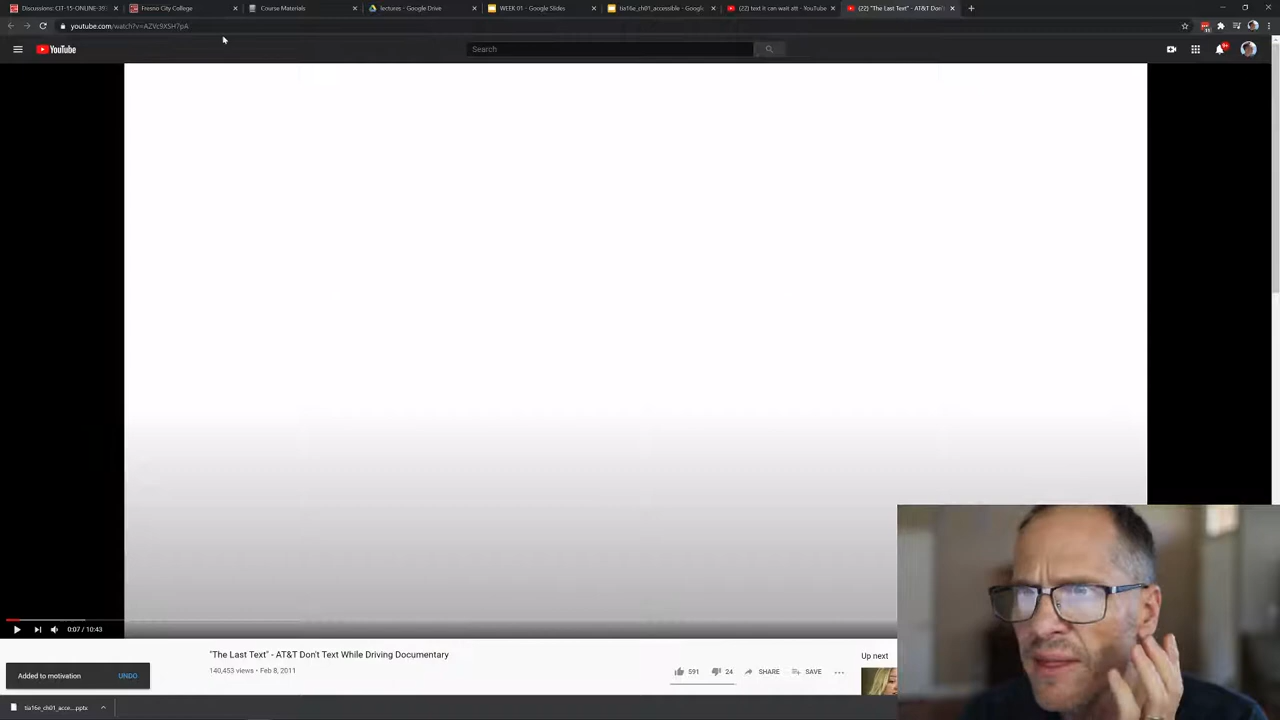 Discussions: CIT-15-ONLINE-39
Fresno City College
Course Materials
lectures - Google Drive
WEEK 01 - Google Slides
tia16e_ch01_accessible - Google
(22) text it can wait att - YouTube
(22) "The Last Text" - AT&T Don'
youtube.com/watch?v=AZVc9XSH7pA
YouTube
Search
9+
0:07 / 10:43
"The Last Text" - AT&T Don't Text While Driving Documentary
140,453 views • Feb 8, 2011
591
24
SHARE
SAVE
Up next
Added to motivation
UNDO
tia16e_ch01_acce....pptx